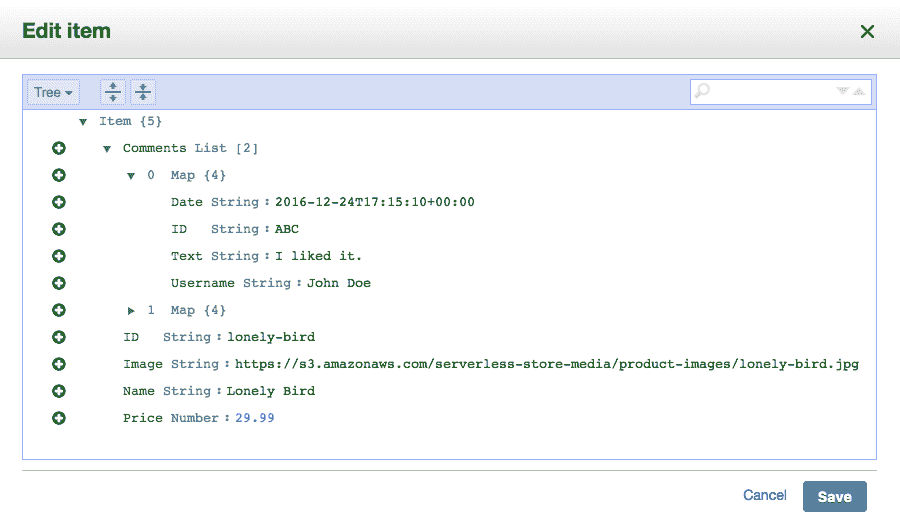 Edit item
Tree
Item {5}
Comments List [2]
0 Map {4}
Date String : 2016-12-24T17:15:10+00:00
ID String : ABC
Text String : I liked it.
Username String : John Doe
1 Map {4}
ID String : lonely-bird
Image String : https://s3.amazonaws.com/serverless-store-media/product-images/lonely-bird.jpg
Name String : Lonely Bird
Price Number : 29.99
Cancel Save